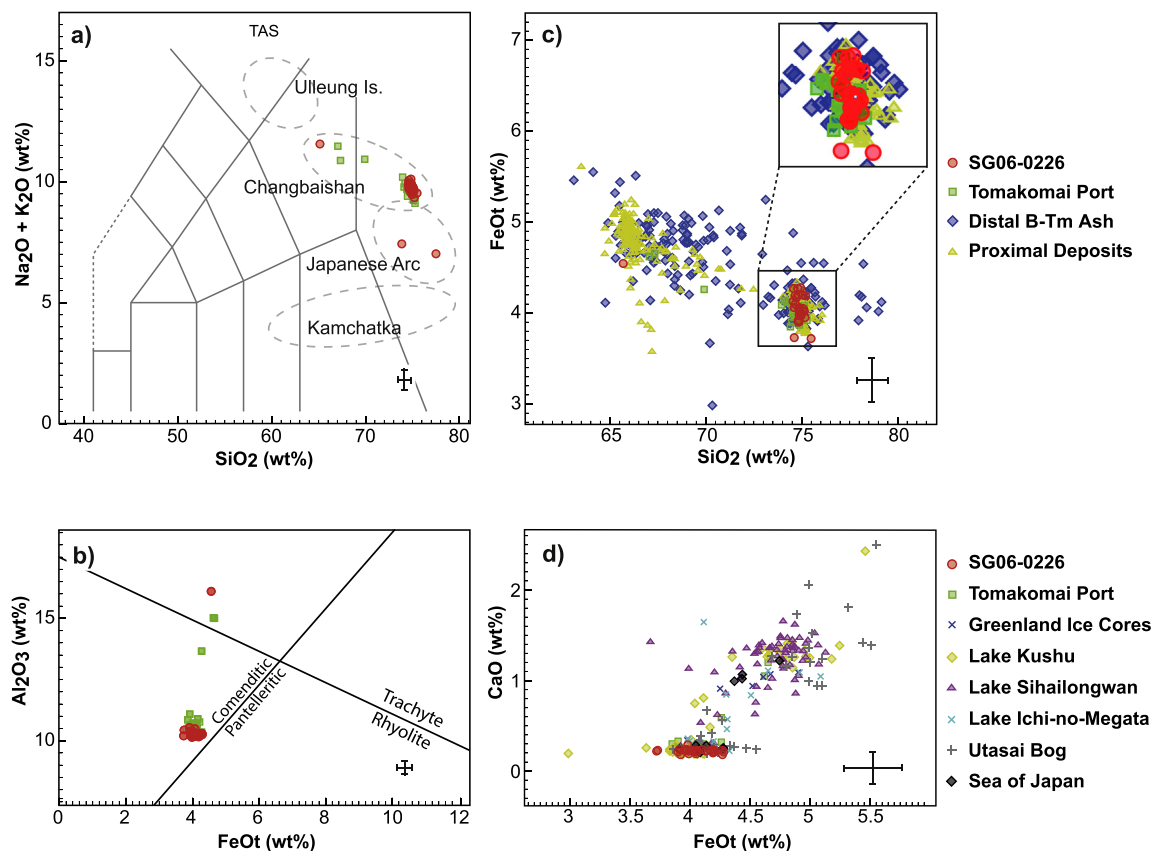 a)
TAS
Ulleung Is.
Changbaishan
Japanese Arc
Kamchatka
15
10
5
0
40
50
60
70
80
Na2O + K2O (wt%)
SiO2 (wt%)
c)
7
6
5
4
3
65
70
75
80
FeOt (wt%)
SiO2 (wt%)
SG06-0226
Tomakomai Port
Distal B-Tm Ash
Proximal Deposits
b)
15
10
0
2
4
6
8
10
12
Al2O3 (wt%)
FeOt (wt%)
Comenditic
Pantelleritic
Trachyte
Rhyolite
d)
2
1
0
3
3.5
4
4.5
5
5.5
CaO (wt%)
FeOt (wt%)
SG06-0226
Tomakomai Port
Greenland Ice Cores
Lake Kushu
Lake Sihailongwan
Lake Ichi-no-Megata
Utasai Bog
Sea of Japan